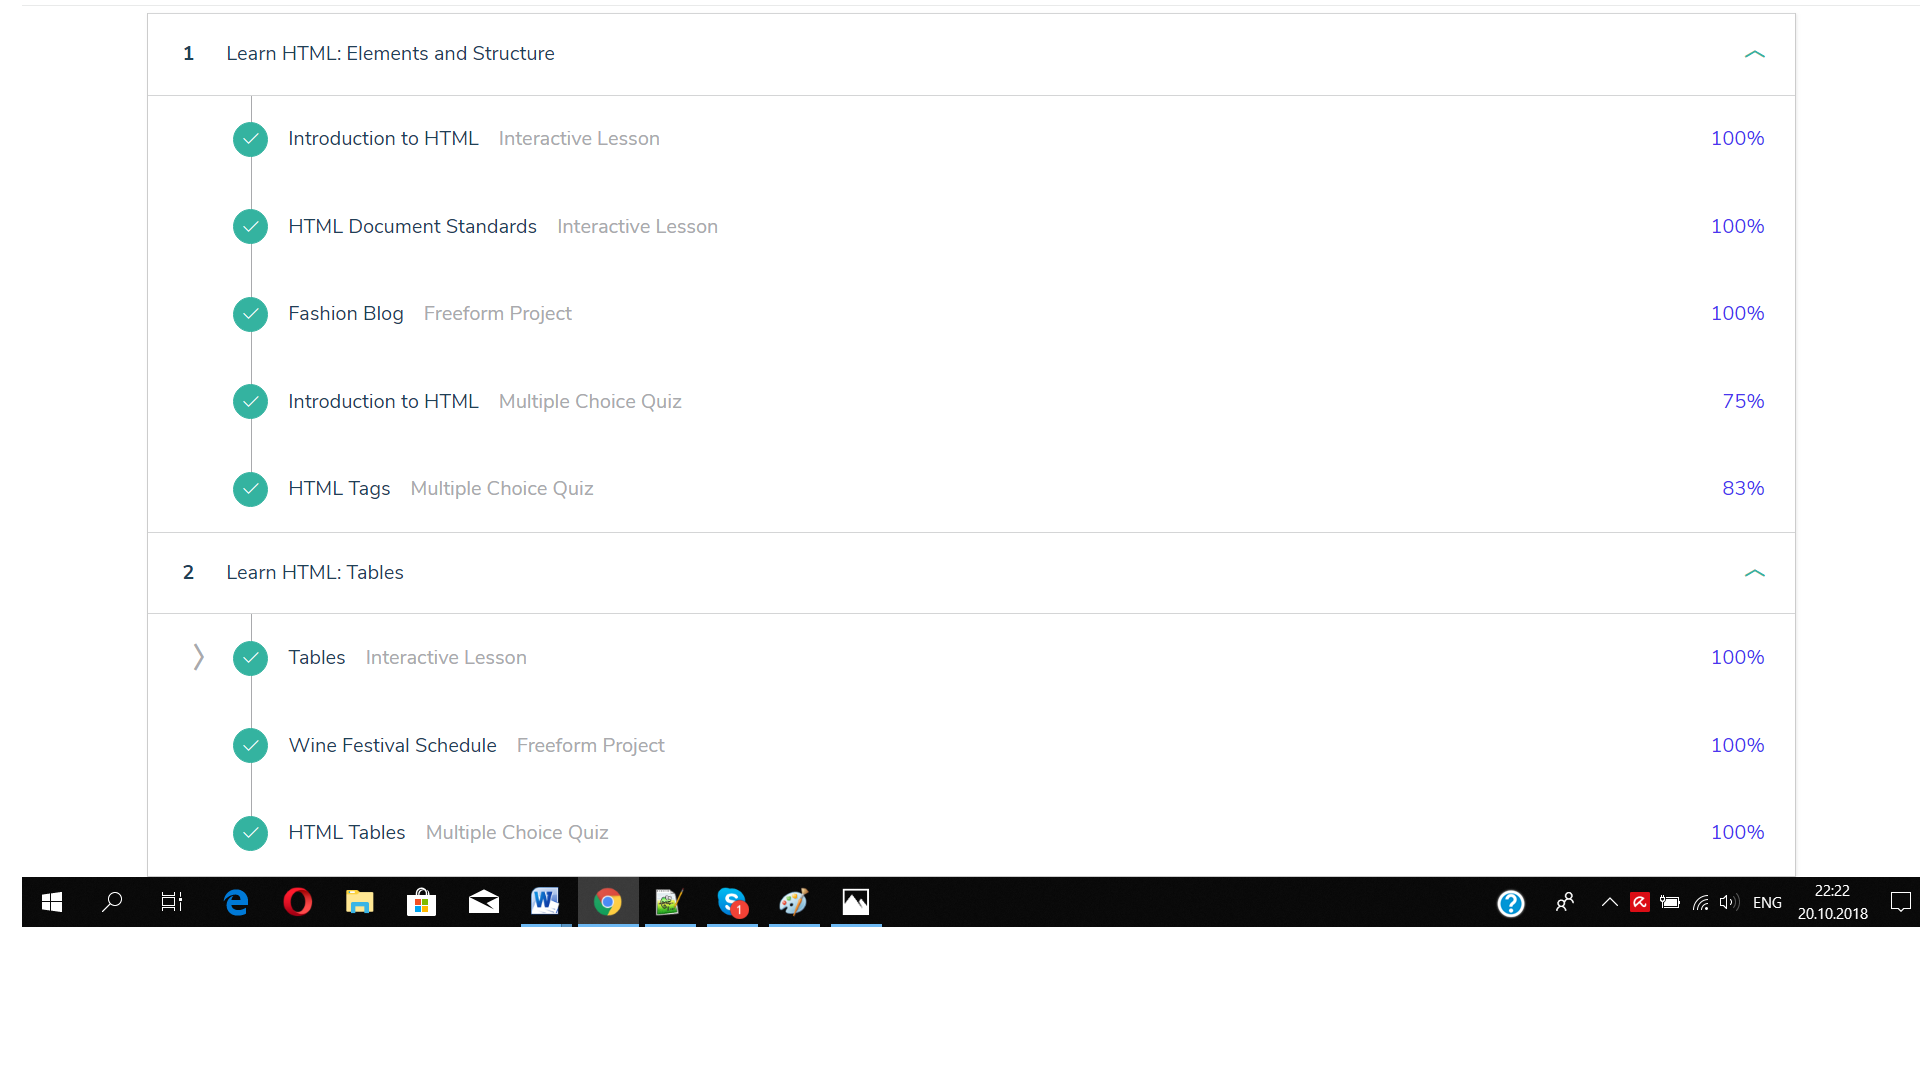 1 Learn HTML: Elements and Structure
Introduction to HTML Interactive Lesson 100%
HTML Document Standards Interactive Lesson 100%
Fashion Blog Freeform Project 100%
Introduction to HTML Multiple Choice Quiz 75%
HTML Tags Multiple Choice Quiz 83%
2 Learn HTML: Tables
Tables Interactive Lesson 100%
Wine Festival Schedule Freeform Project 100%
HTML Tables Multiple Choice Quiz 100%
1 ENG 22:22
20.10.2018